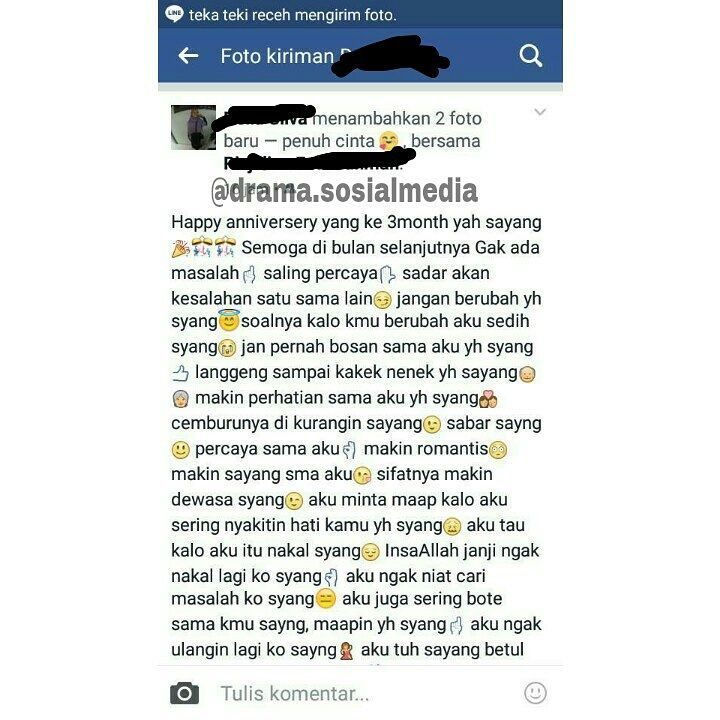 LINE teka teki receh mengirim foto.
Foto kiriman
menambahkan 2 foto
baru — penuh cinta 🥰, bersama
@drama.sosialmedia
Happy anniversery yang ke 3month yah sayang
🎉👯👯 Semoga di bulan selanjutnya Gak ada
masalah☝ saling percaya👋 sadar akan
kesalahan satu sama lain😏 jangan berubah yh
syang😇soalnya kalo kmu berubah aku sedih
syang😭 jan pernah bosan sama aku yh syang
👍 langgeng sampai kakek nenek yh sayang👴
👵 makin perhatian sama aku yh syang💑
cemburunya di kurangin sayang😉 sabar sayng
😃 percaya sama aku👌 makin romantis😳
makin sayang sma aku😘 sifatnya makin
dewasa syang😉 aku minta maap kalo aku
sering nyakitin hati kamu yh syang😖 aku tau
kalo aku itu nakal syang😌 InsaAllah janji ngak
nakal lagi ko syang👌 aku ngak niat cari
masalah ko syang😑 aku juga sering bote
sama kmu sayng, maapin yh syang☝ aku ngak
ulangin lagi ko sayng💃 aku tuh sayang betul
Tulis komentar...